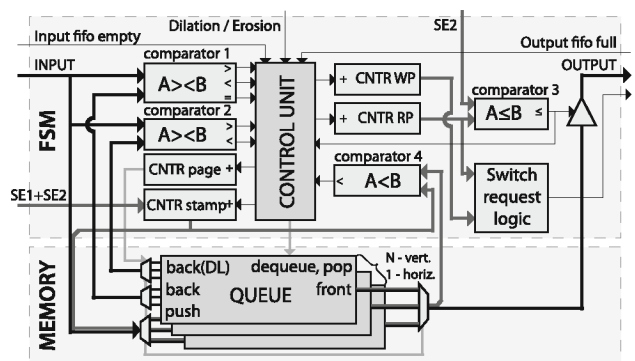 Dilation / Erosion
SE2
Input fifo empty
Output fifo full
INPUT
OUTPUT
comparator 1
A><B
> < =
comparator 2
A><B
> <
CONTROL UNIT
+ CNTR WP
+ CNTR RP
comparator 3
A≤B ≤
comparator 4
< A<B
CNTR page +
CNTR stamp+
SE1+SE2
Switch
request
logic
FSM
MEMORY
N - vert.
1 - horiz.
back(DL) dequeue, pop
back QUEUE front
push